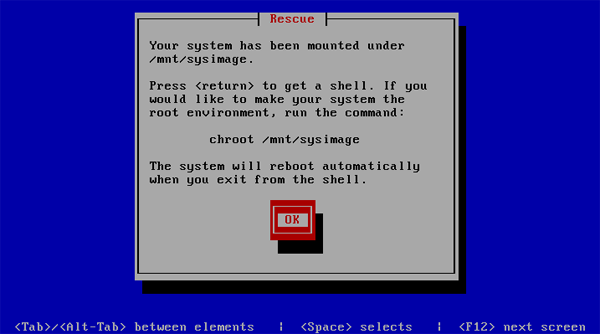 Rescue
Your system has been mounted under
/mnt/sysimage.
Press <return> to get a shell. If you
would like to make your system the
root environment, run the command:
chroot /mnt/sysimage
The system will reboot automatically
when you exit from the shell.
OK
<Tab>/<Alt-Tab> between elements | <Space> selects | <F12> next screen